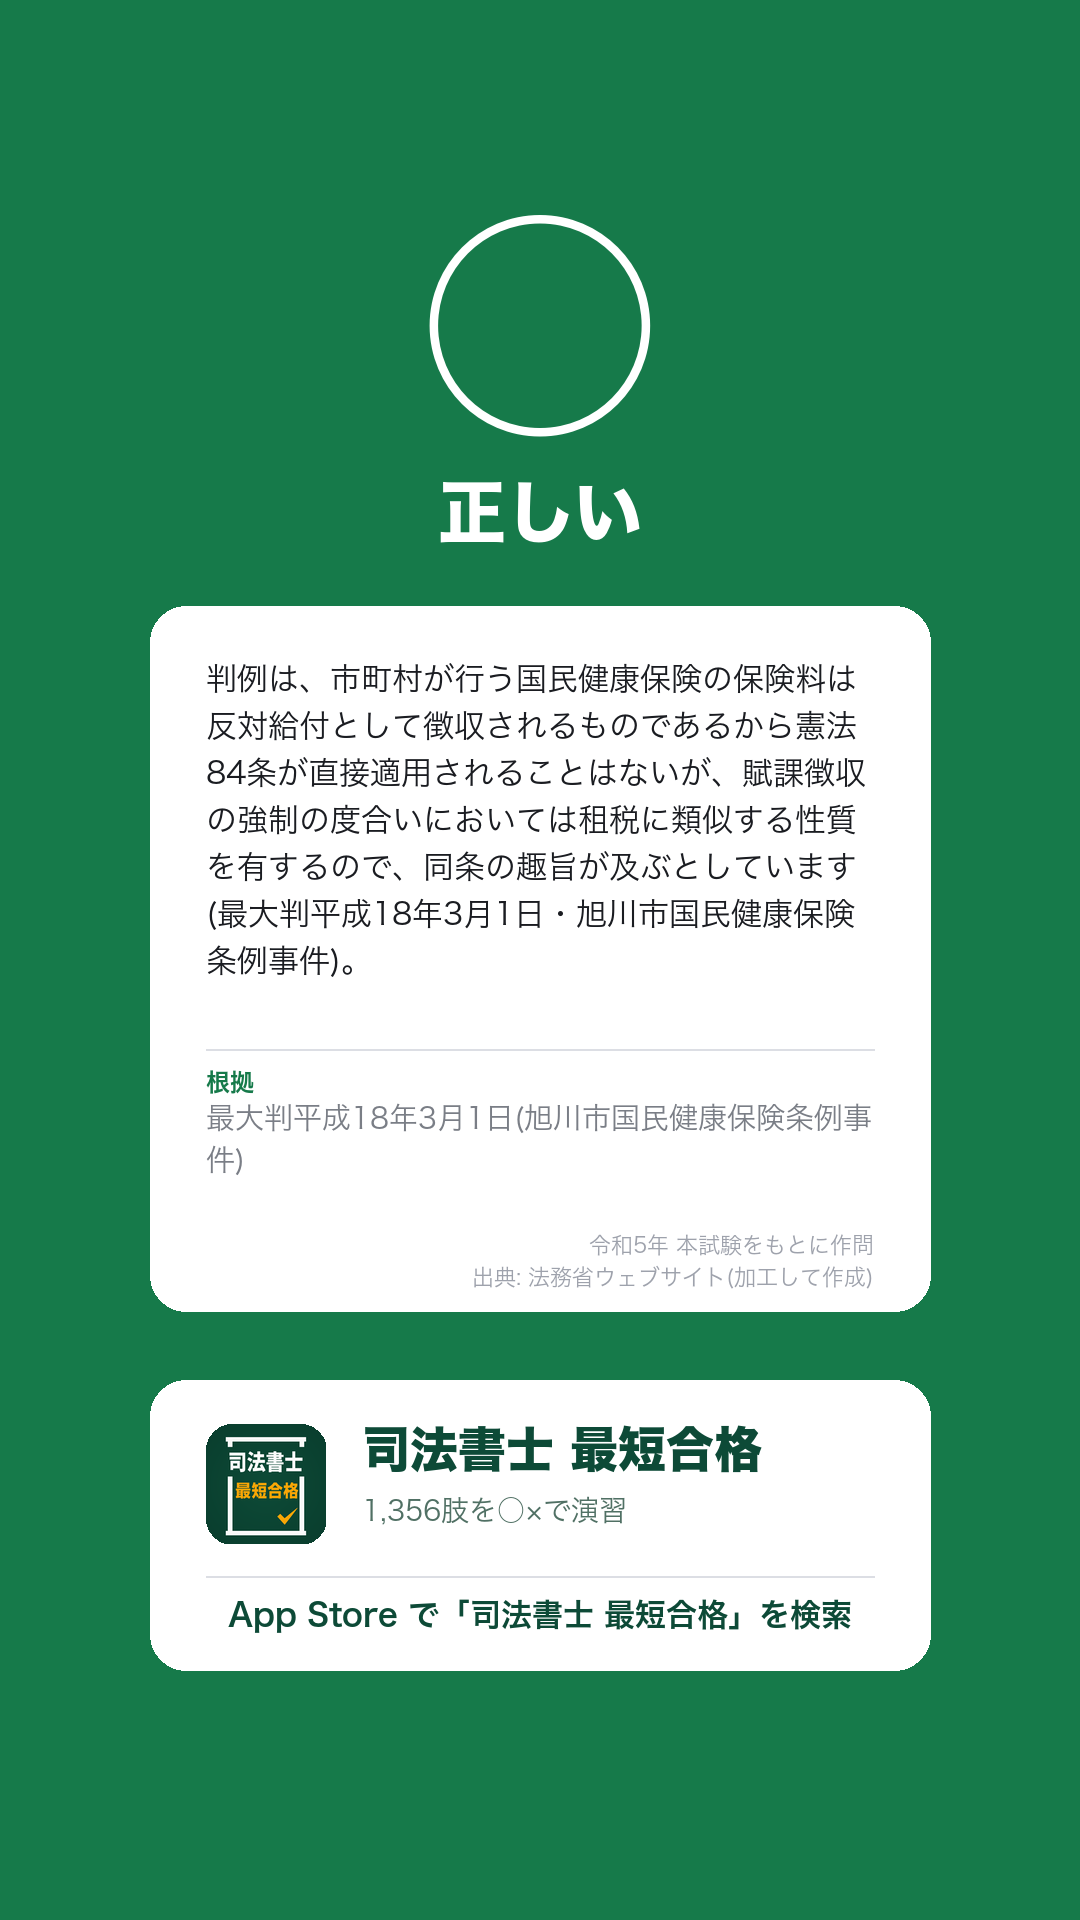 正しい
判例は、市町村が行う国民健康保険の保険料は
反対給付として徴収されるものであるから憲法
84条が直接適用されることはないが、賦課徴収
の強制の度合いにおいては租税に類似する性質
を有するので、同条の趣旨が及ぶとしています
(最大判平成18年3月1日・旭川市国民健康保険
条例事件)。
根拠
最大判平成18年3月1日(旭川市国民健康保険条例事
件)
令和5年 本試験をもとに作問
出典: 法務省ウェブサイト(加工して作成)
司法書士
最短合格
司法書士 最短合格
1,356肢を○×で演習
App Store で「司法書士 最短合格」を検索